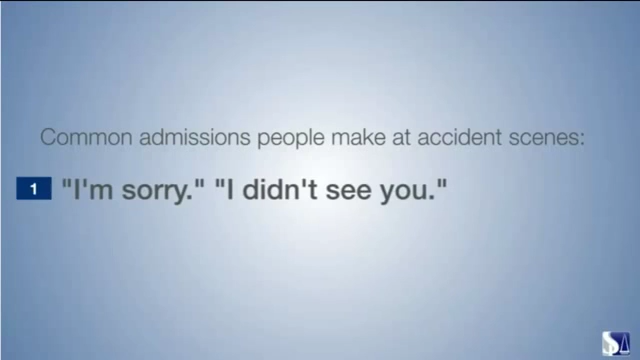 Common admissions people make at accident scenes:
1 "I'm sorry." "I didn't see you."